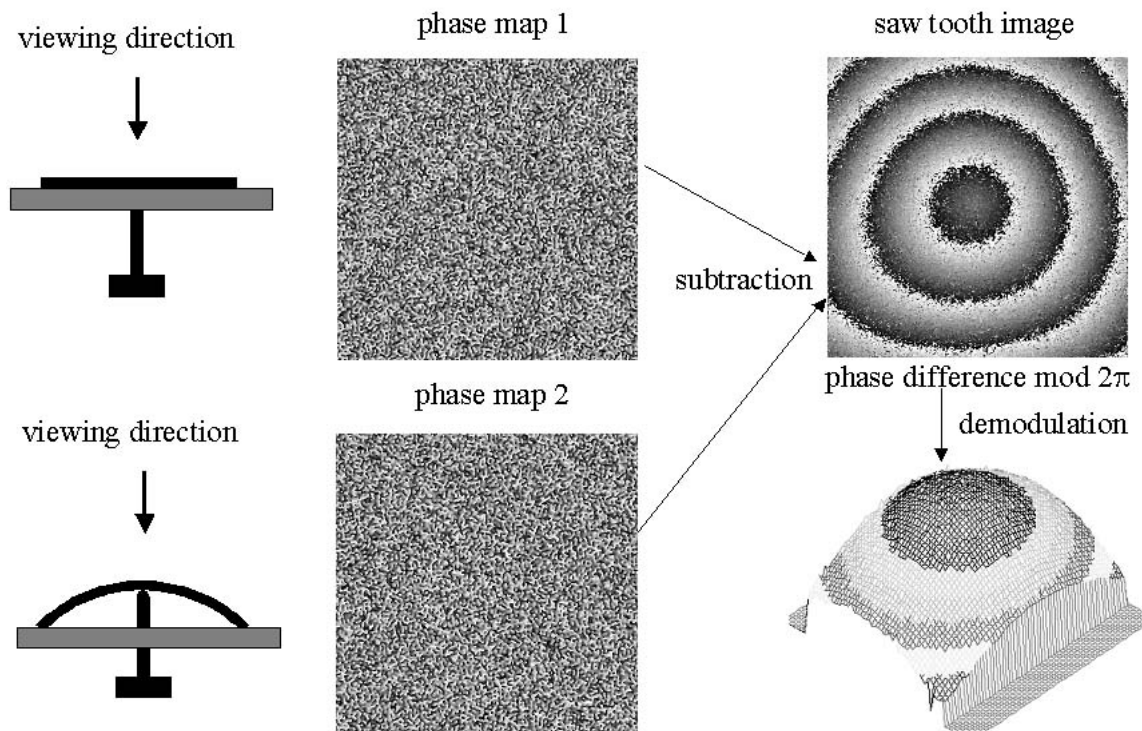 viewing direction
phase map 1
saw tooth image
subtraction
phase difference mod 2π
demodulation
viewing direction
phase map 2